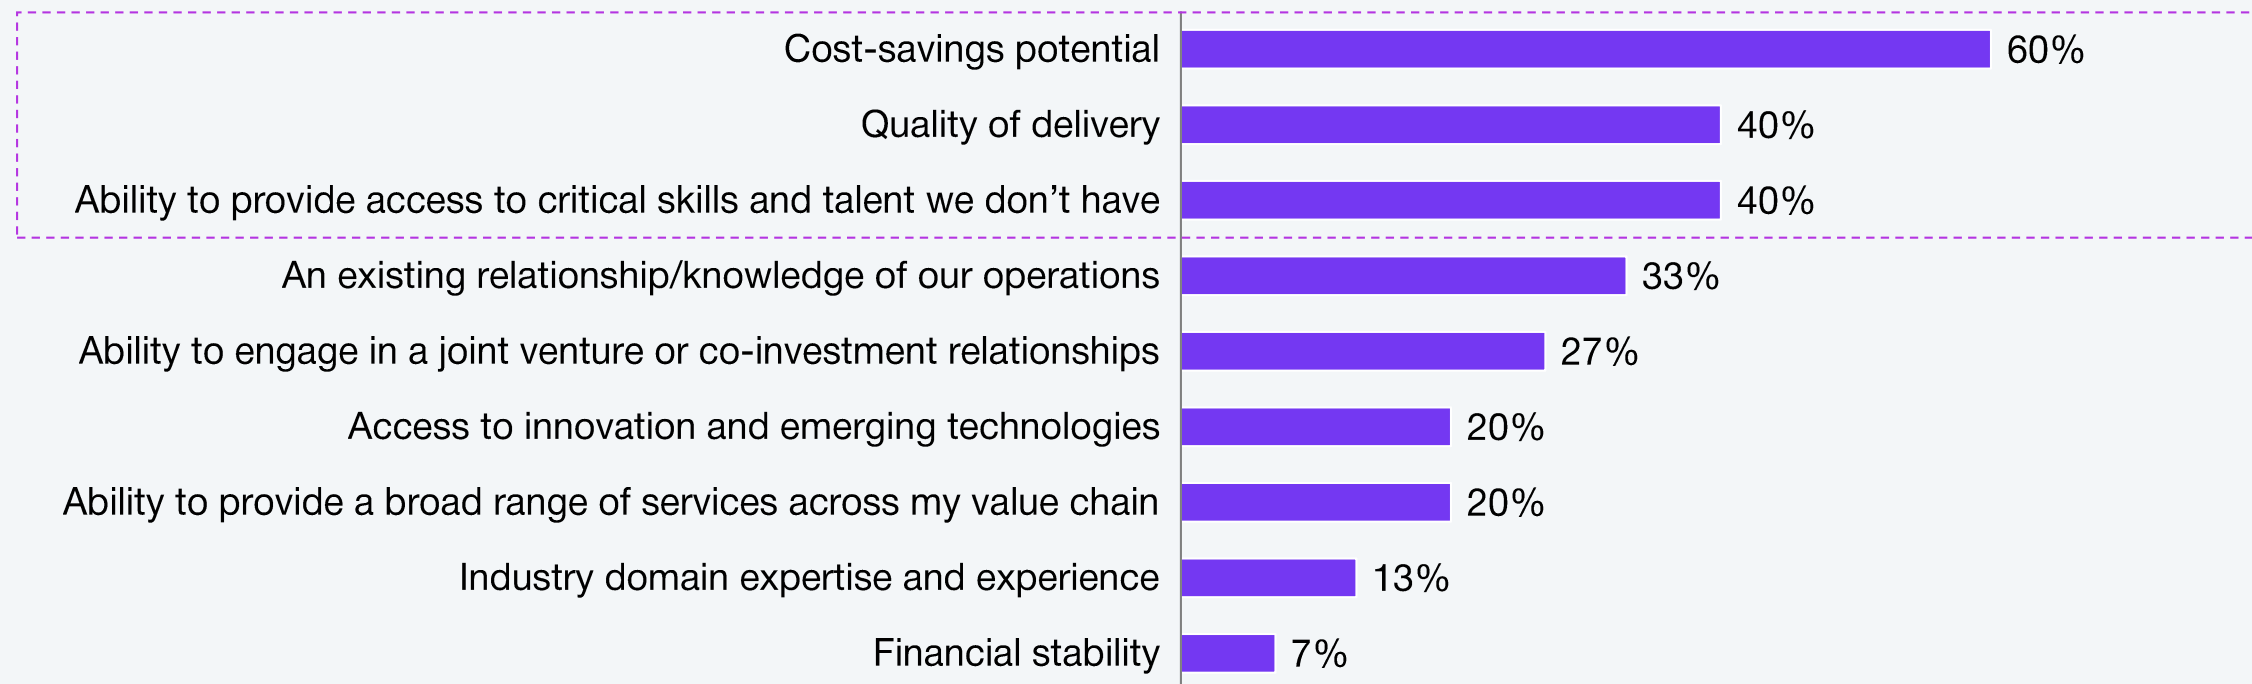 Cost-savings potential 60%
Quality of delivery 40%
Ability to provide access to critical skills and talent we don’t have 40%
An existing relationship/knowledge of our operations 33%
Ability to engage in a joint venture or co-investment relationships 27%
Access to innovation and emerging technologies 20%
Ability to provide a broad range of services across my value chain 20%
Industry domain expertise and experience 13%
Financial stability 7%